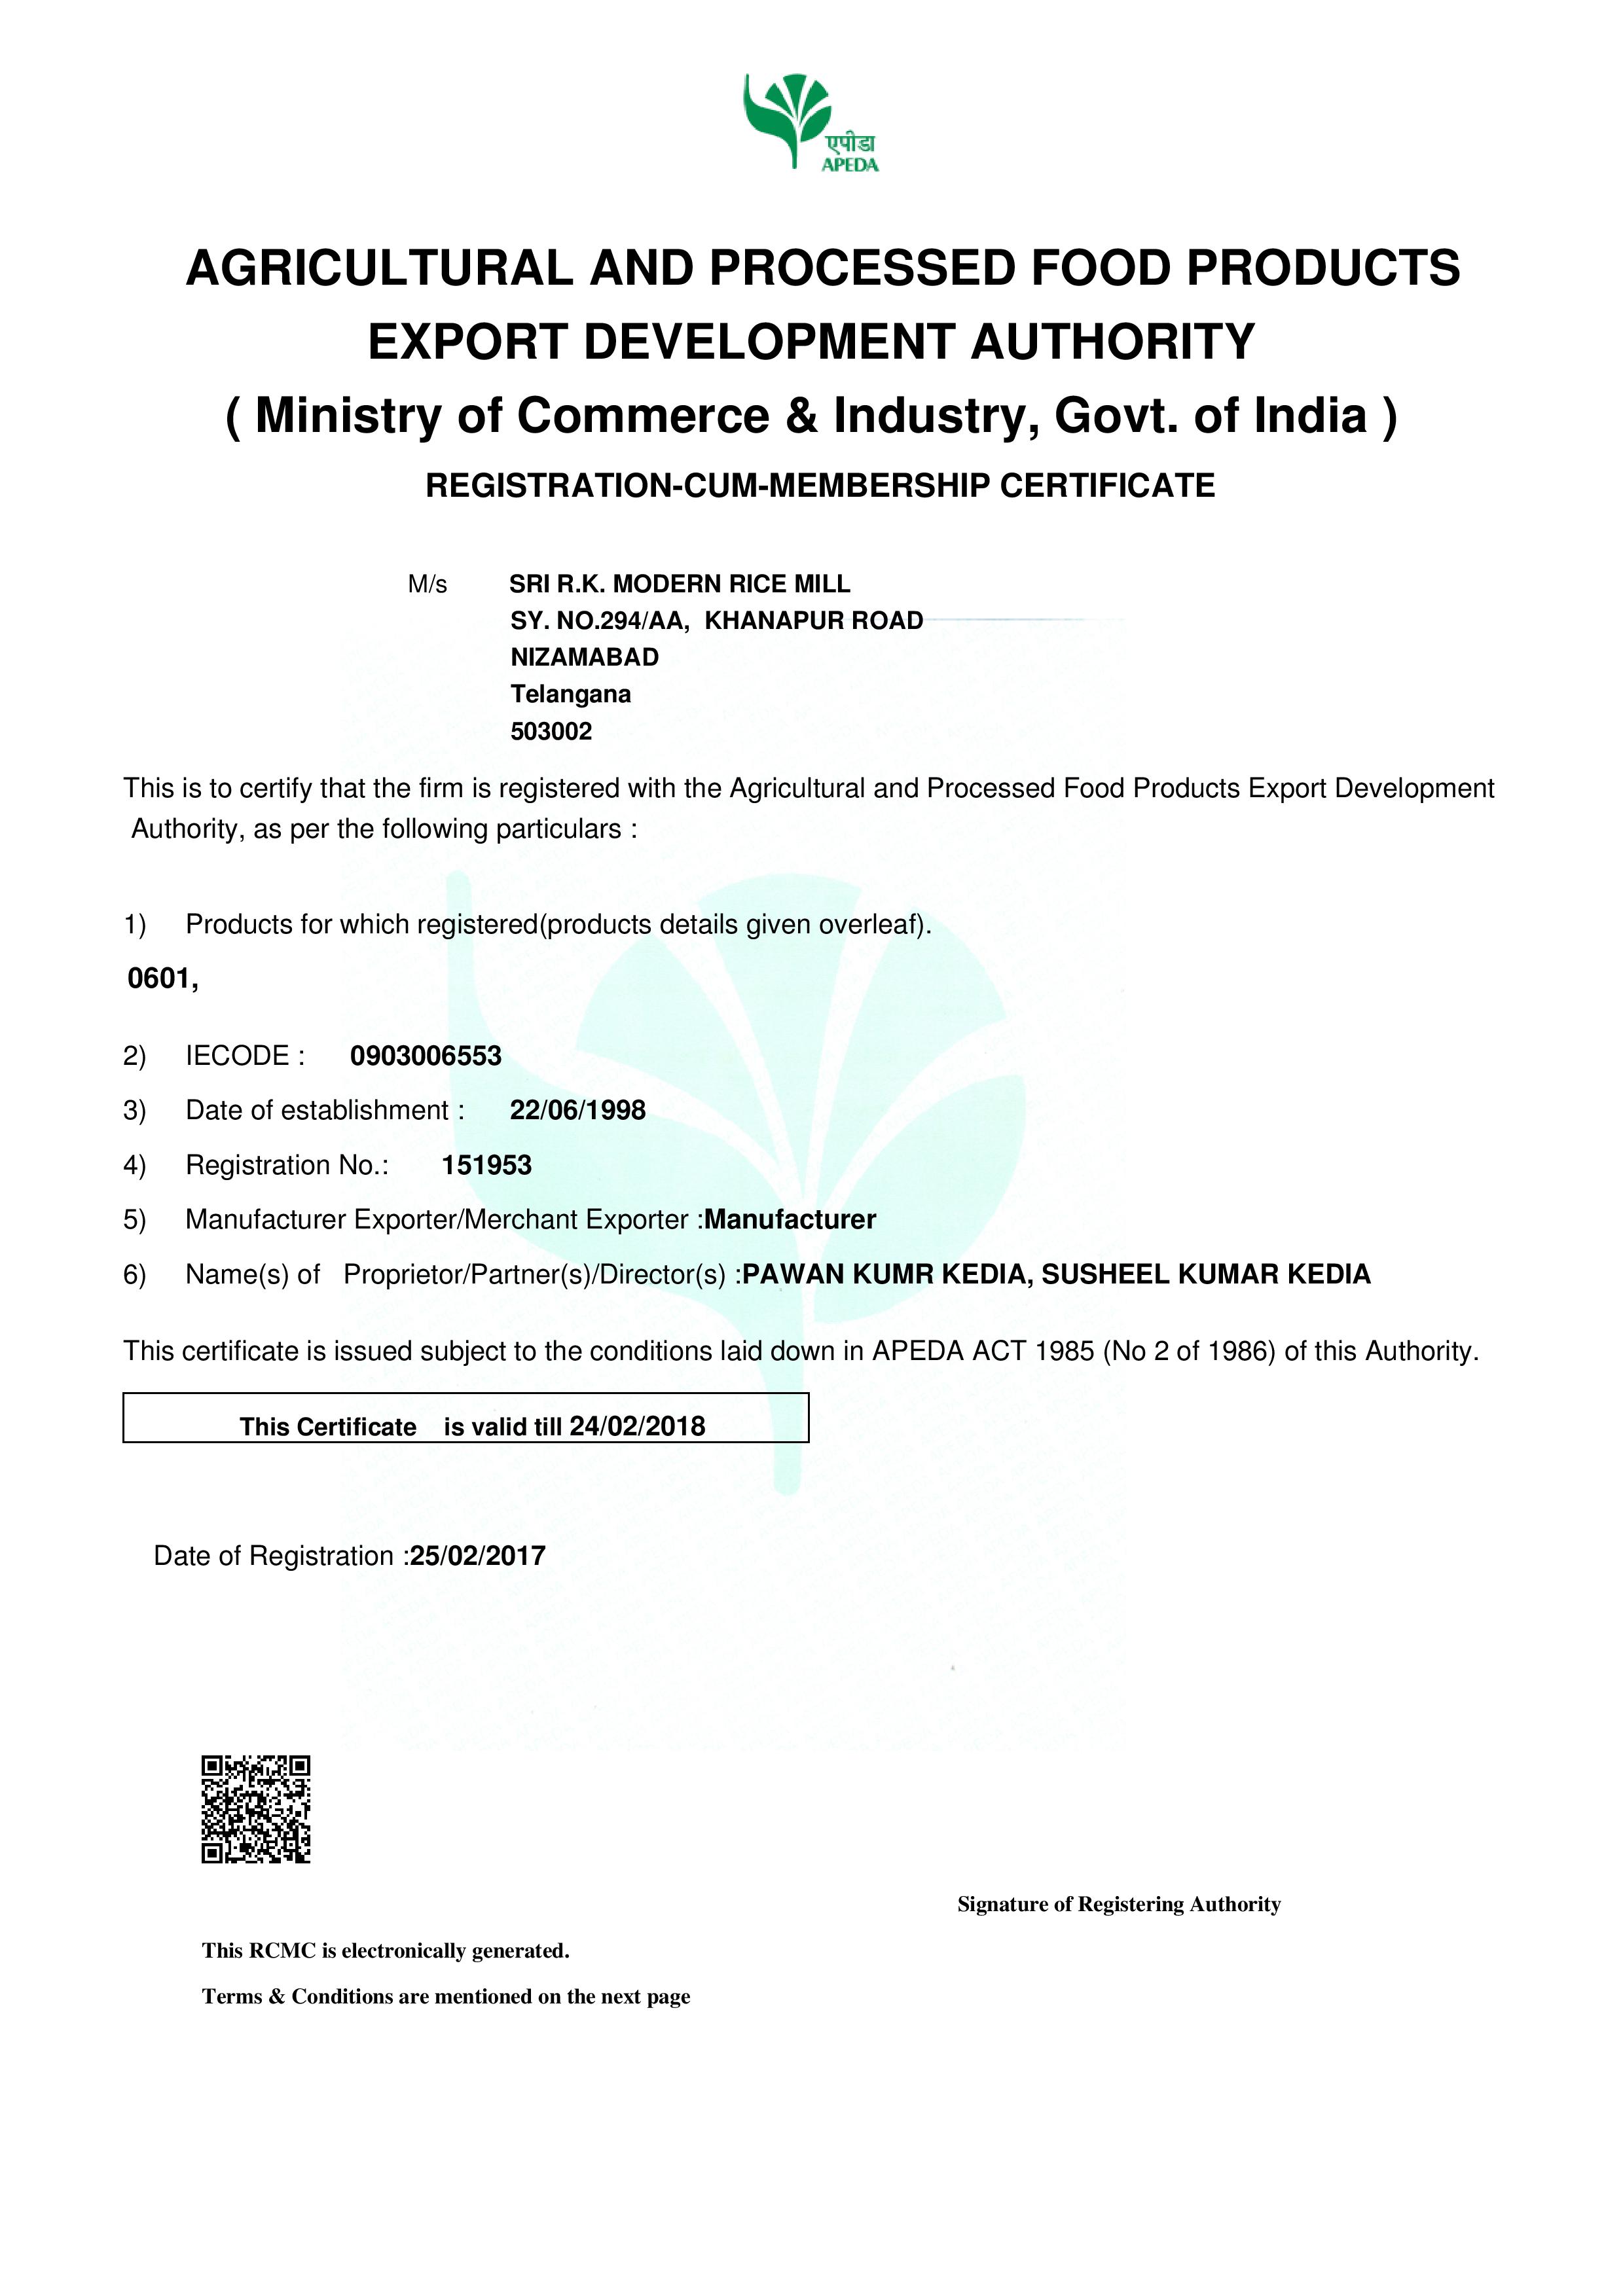 एपीडा
APEDA
AGRICULTURAL AND PROCESSED FOOD PRODUCTS
EXPORT DEVELOPMENT AUTHORITY
( Ministry of Commerce & Industry, Govt. of India )
REGISTRATION-CUM-MEMBERSHIP CERTIFICATE
M/s SRI R.K. MODERN RICE MILL
SY. NO.294/AA, KHANAPUR ROAD
NIZAMABAD
Telangana
503002
This is to certify that the firm is registered with the Agricultural and Processed Food Products Export Development
Authority, as per the following particulars :
1) Products for which registered(products details given overleaf).
0601,
2) IECODE : 0903006553
3) Date of establishment : 22/06/1998
4) Registration No.: 151953
5) Manufacturer Exporter/Merchant Exporter :Manufacturer
6) Name(s) of Proprietor/Partner(s)/Director(s) :PAWAN KUMR KEDIA, SUSHEEL KUMAR KEDIA
This certificate is issued subject to the conditions laid down in APEDA ACT 1985 (No 2 of 1986) of this Authority.
This Certificate is valid till 24/02/2018
Date of Registration :25/02/2017
Signature of Registering Authority
This RCMC is electronically generated.
Terms & Conditions are mentioned on the next page